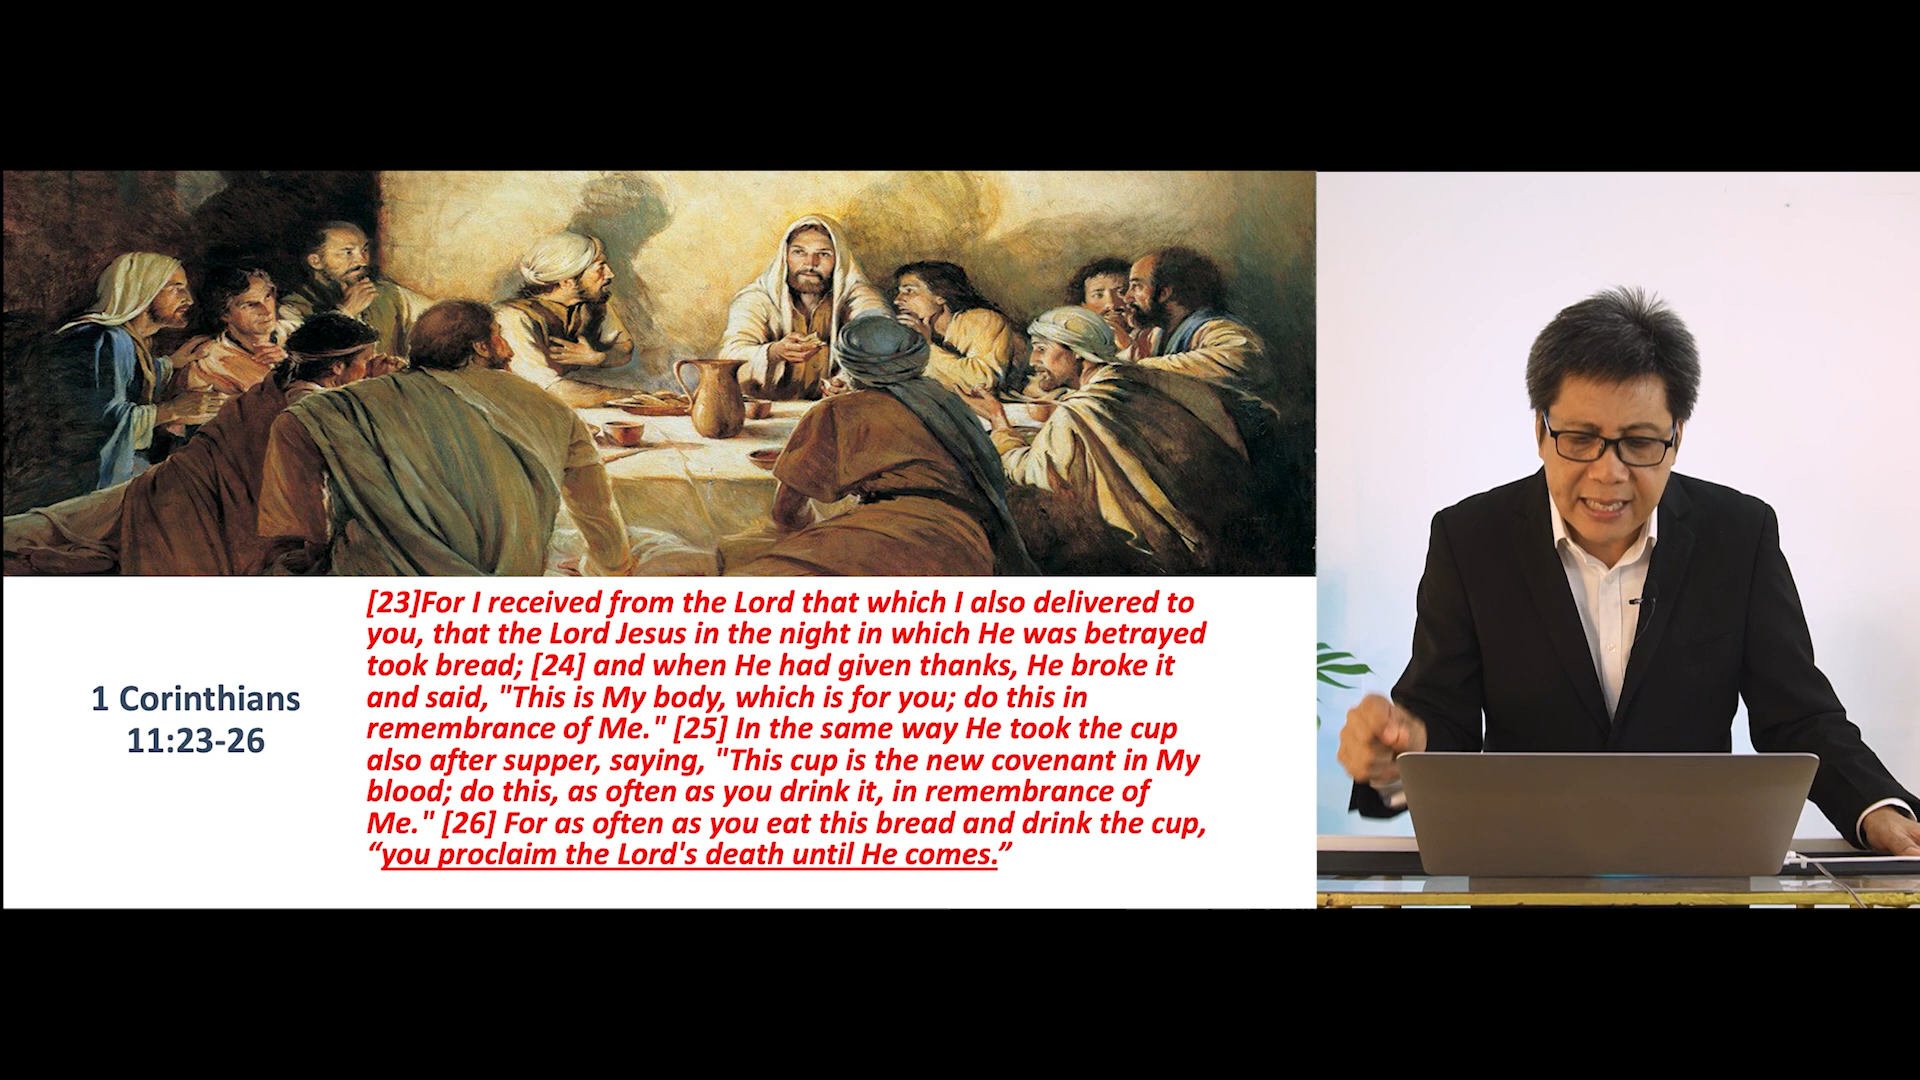 1 Corinthians
11:23-26
[23]For I received from the Lord that which I also delivered to
you, that the Lord Jesus in the night in which He was betrayed
took bread; [24] and when He had given thanks, He broke it
and said, "This is My body, which is for you; do this in
remembrance of Me." [25] In the same way He took the cup
also after supper, saying, "This cup is the new covenant in My
blood; do this, as often as you drink it, in remembrance of
Me." [26] For as often as you eat this bread and drink the cup,
“you proclaim the Lord's death until He comes.”